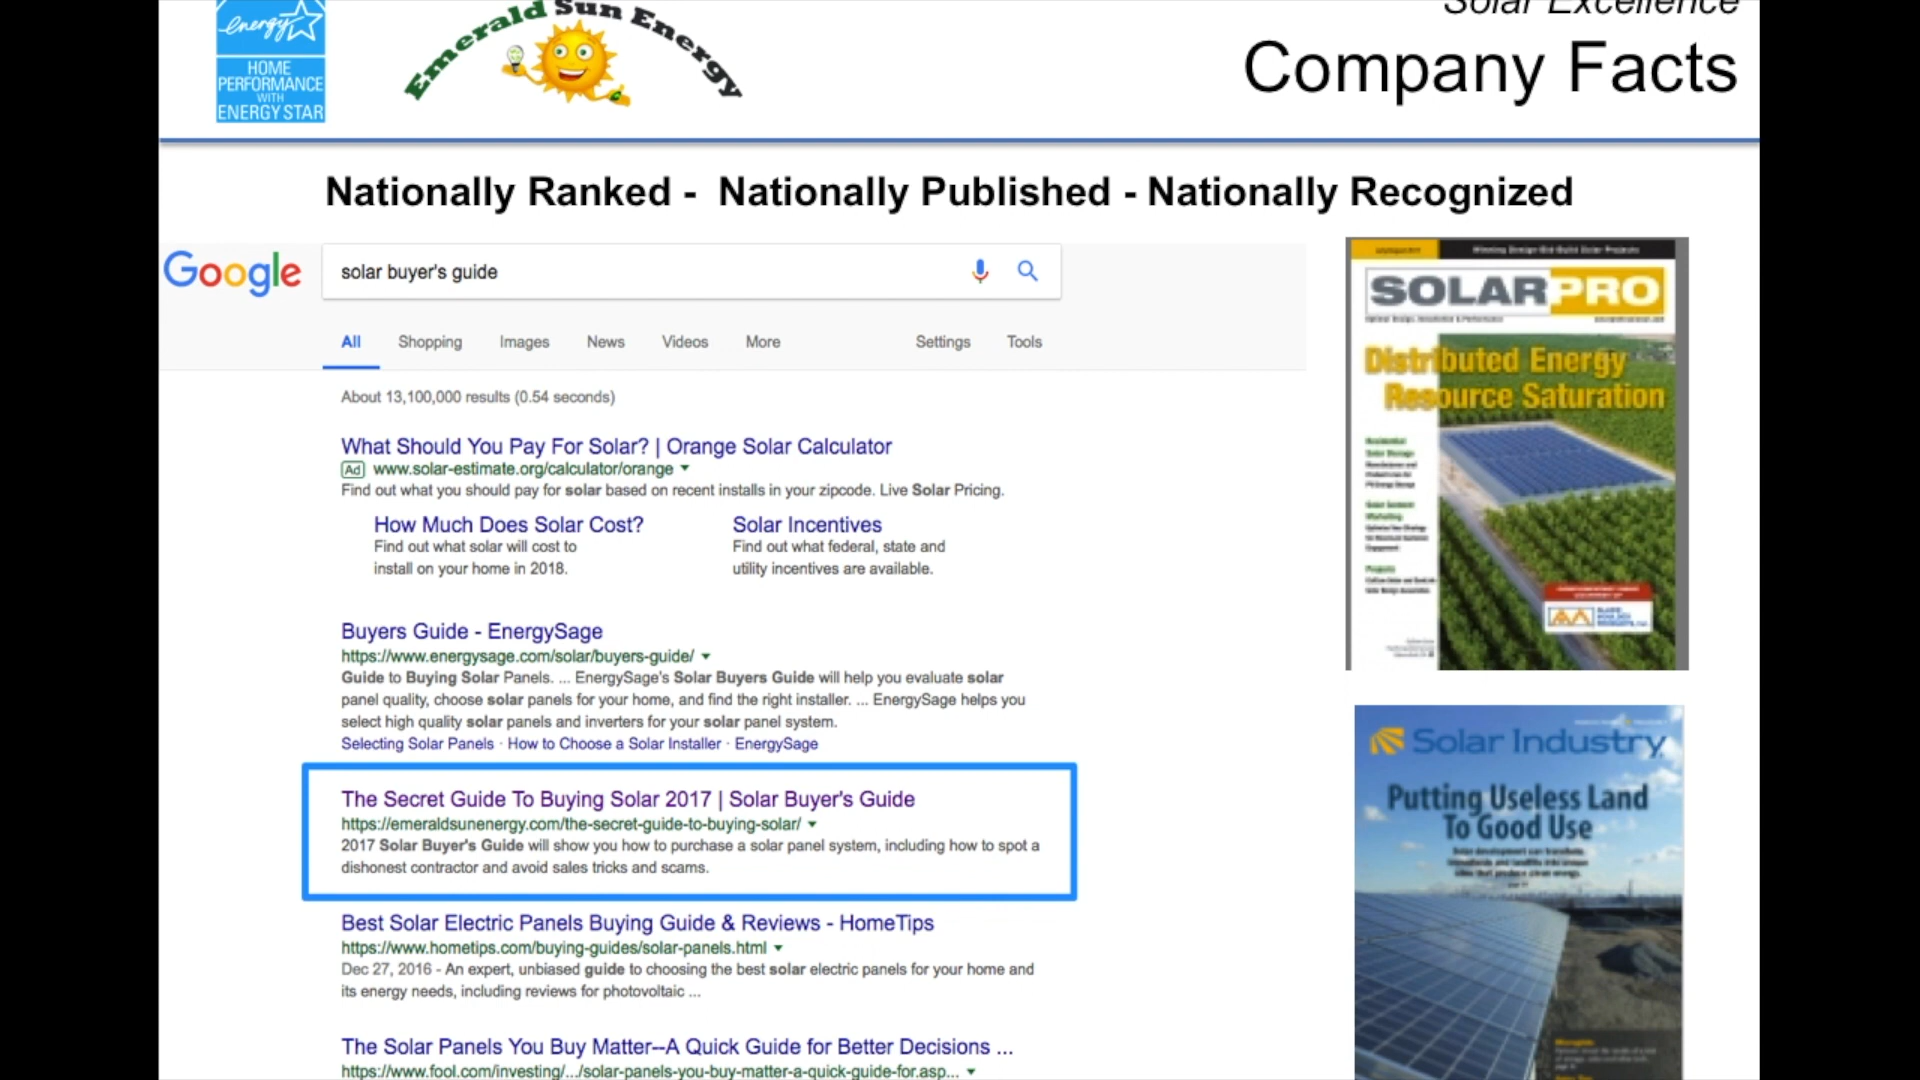 energy
HOME
PERFORMANCE
WITH
ENERGY STAR
Emerald Sun Energy
Solar Excellence
Company Facts
Nationally Ranked - Nationally Published - Nationally Recognized
Google
solar buyer's guide
All Shopping Images News Videos More Settings Tools
About 13,100,000 results (0.54 seconds)
What Should You Pay For Solar? | Orange Solar Calculator
Ad www.solar-estimate.org/calculator/orange
Find out what you should pay for solar based on recent installs in your zipcode. Live Solar Pricing.
How Much Does Solar Cost?
Find out what solar will cost to
install on your home in 2018.
Solar Incentives
Find out what federal, state and
utility incentives are available.
Buyers Guide - EnergySage
https://www.energysage.com/solar/buyers-guide/
Guide to Buying Solar Panels. ... EnergySage's Solar Buyers Guide will help you evaluate solar
panel quality, choose solar panels for your home, and find the right installer. ... EnergySage helps you
select high quality solar panels and inverters for your solar panel system.
Selecting Solar Panels · How to Choose a Solar Installer · EnergySage
The Secret Guide To Buying Solar 2017 | Solar Buyer's Guide
https://emeraldsunenergy.com/the-secret-guide-to-buying-solar/
2017 Solar Buyer's Guide will show you how to purchase a solar panel system, including how to spot a
dishonest contractor and avoid sales tricks and scams.
Best Solar Electric Panels Buying Guide & Reviews - HomeTips
https://www.hometips.com/buying-guides/solar-panels.html
Dec 27, 2016 - An expert, unbiased guide to choosing the best solar electric panels for your home and
its energy needs, including reviews for photovoltaic ...
The Solar Panels You Buy Matter--A Quick Guide for Better Decisions ...
https://www.fool.com/investing/.../solar-panels-you-buy-matter-a-quick-guide-for.asp...
SOLARPRO
Distributed Energy
Resource Saturation
Solar Industry
Putting Useless Land
To Good Use